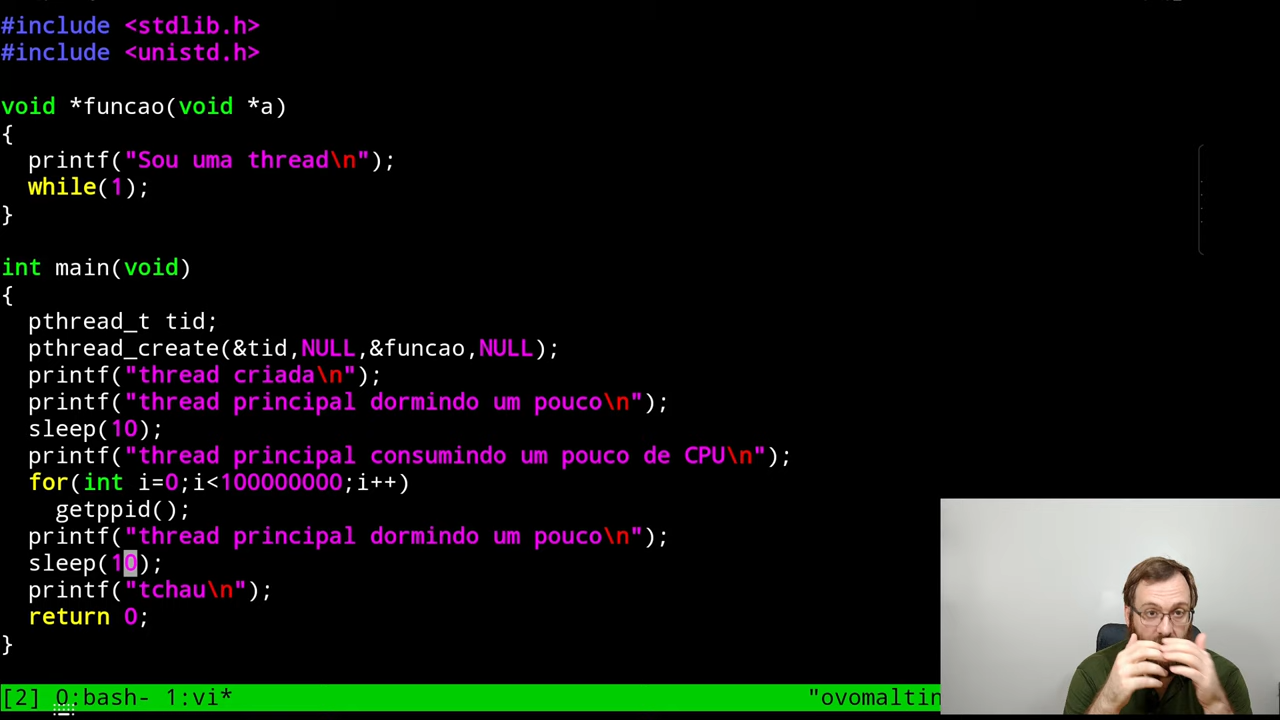 #include <stdlib.h>
#include <unistd.h>
void *funcao(void *a)
{
printf("Sou uma thread\n");
while(1);
}
int main(void)
{
pthread_t tid;
pthread_create(&tid,NULL,&funcao,NULL);
printf("thread criada\n");
printf("thread principal dormindo um pouco\n");
sleep(10);
printf("thread principal consumindo um pouco de CPU\n");
for(int i=0;i<100000000;i++)
getppid();
printf("thread principal dormindo um pouco\n");
sleep(10);
printf("tchau\n");
return 0;
}
[2] 0:bash- 1:vi* "ovomaltin